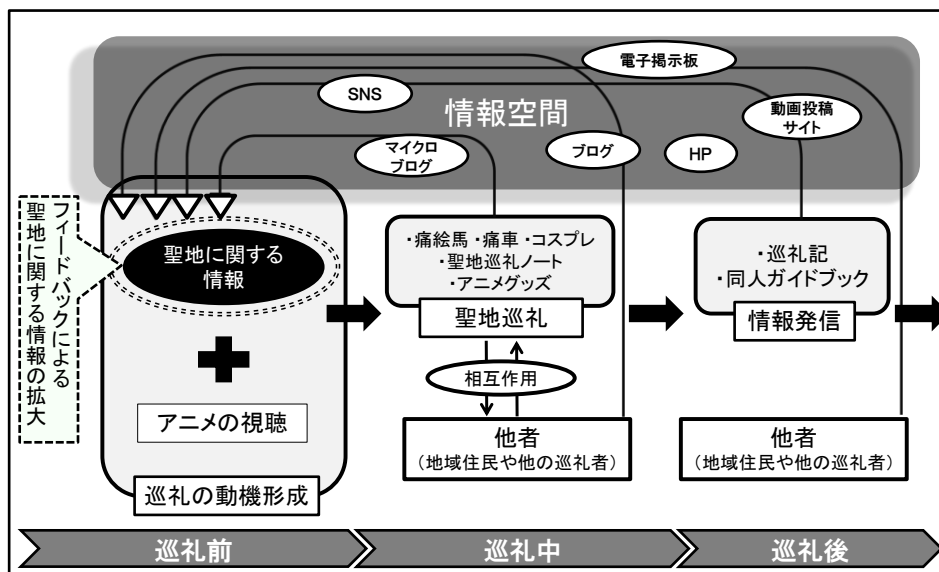 電子掲示板
SNS
情報空間
動画投稿
サイト
マイクロ
ブログ
ブログ
HP
フィードバックによる
聖地に関する情報の拡大
聖地に関する
情報
アニメの視聴
巡礼の動機形成
・痛絵馬・痛車・コスプレ
・聖地巡礼ノート
・アニメグッズ
聖地巡礼
相互作用
他者
（地域住民や他の巡礼者）
・巡礼記
・同人ガイドブック
情報発信
他者
（地域住民や他の巡礼者）
巡礼前
巡礼中
巡礼後